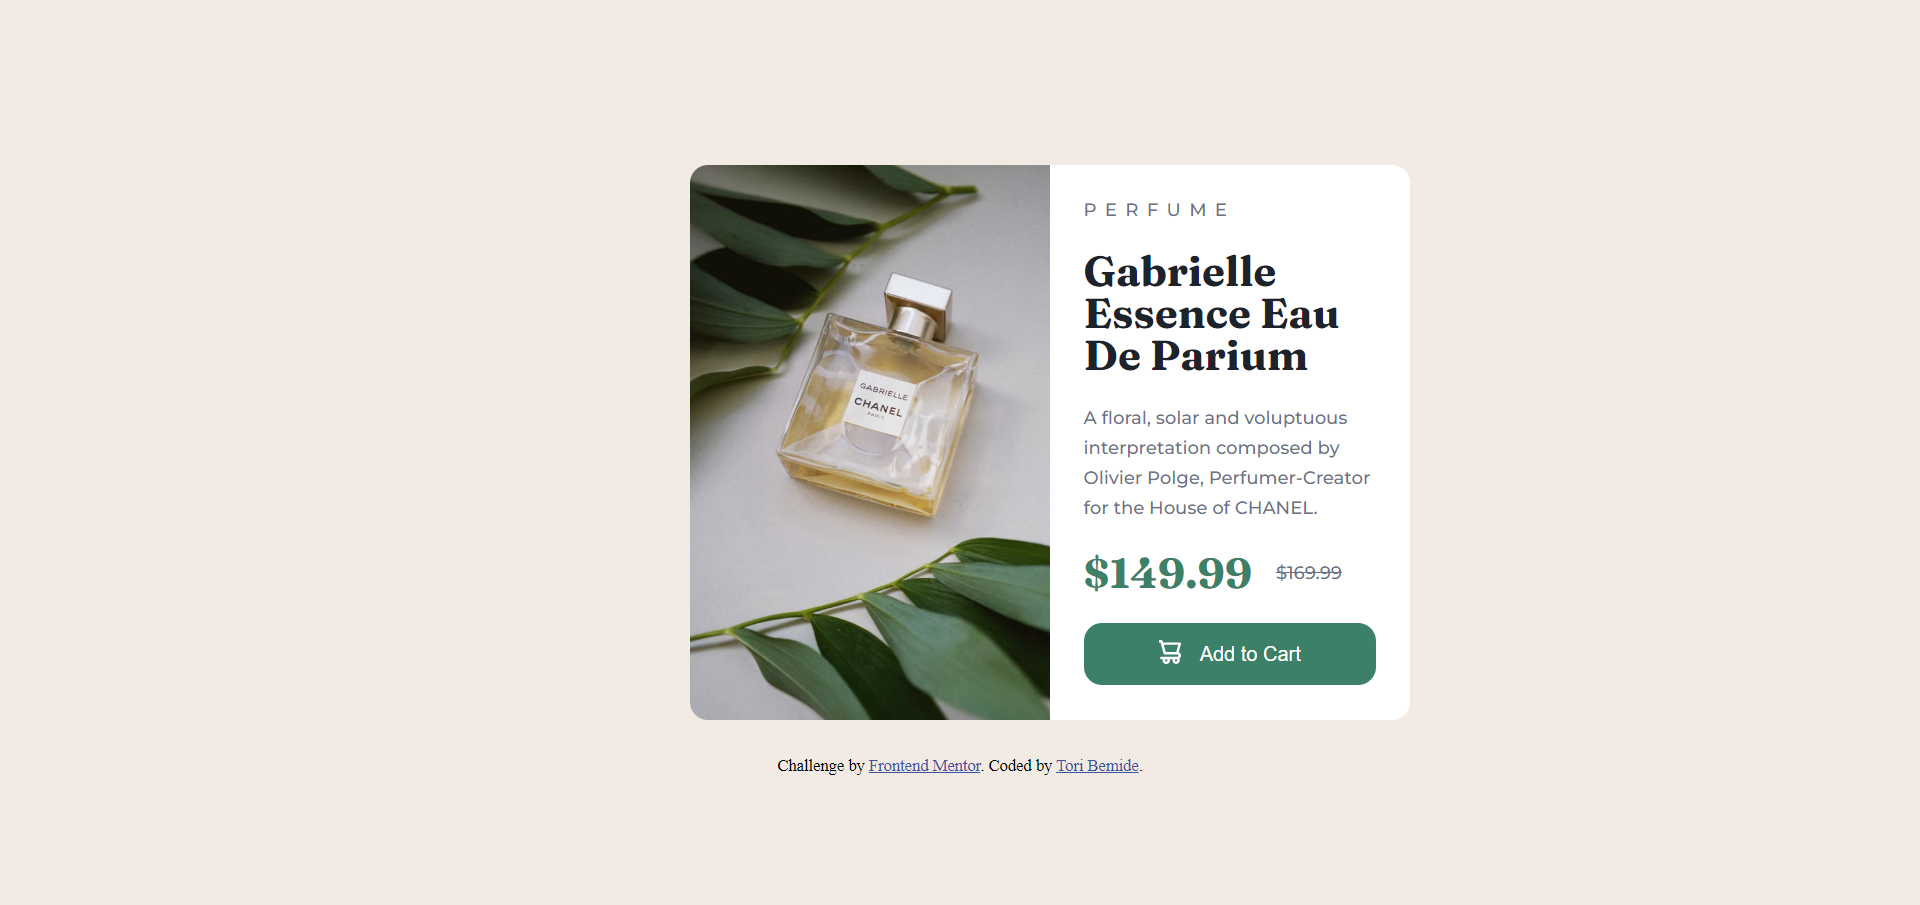 GABRIELLE
CHANEL
PARIS
PERFUME
Gabrielle
Essence Eau
De Parium
A floral, solar and voluptuous
interpretation composed by
Olivier Polge, Perfumer-Creator
for the House of CHANEL.
$149.99 $169.99
Add to Cart
Challenge by Frontend Mentor. Coded by Tori Bemide.